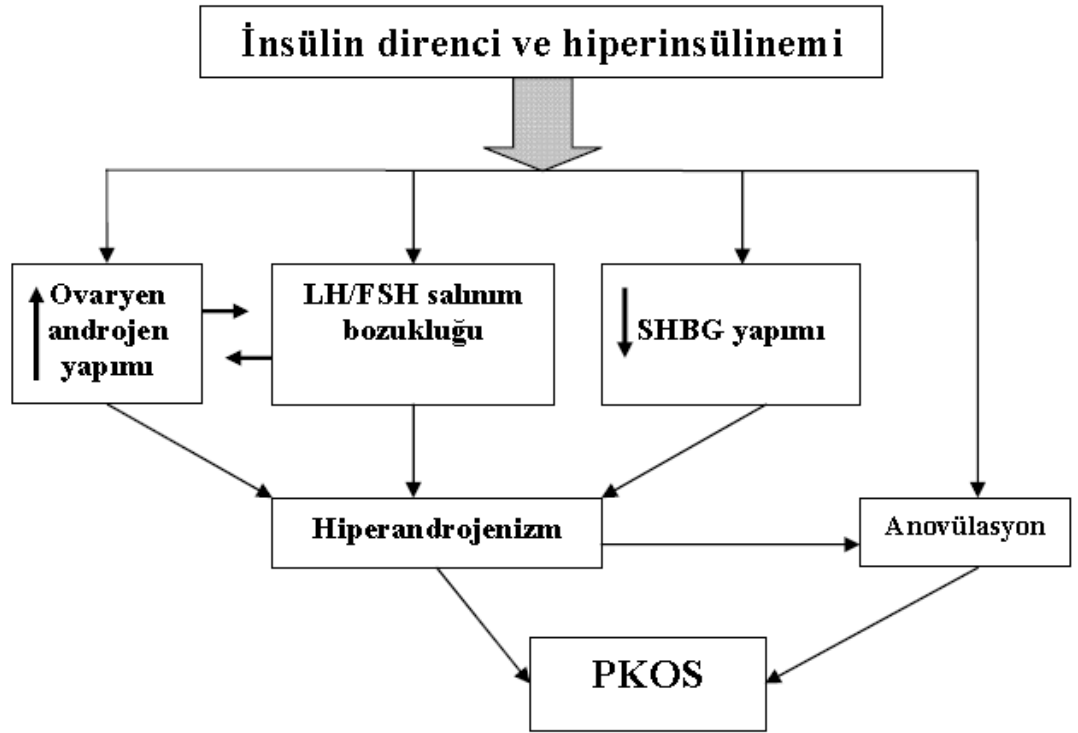 İnsülin direnci ve hiperinsülinemi
Ovaryen
androjen
yapımı
LH/FSH salınım
bozukluğu
SHBG yapımı
Hiperandrojenizm
Anovülasyon
PKOS